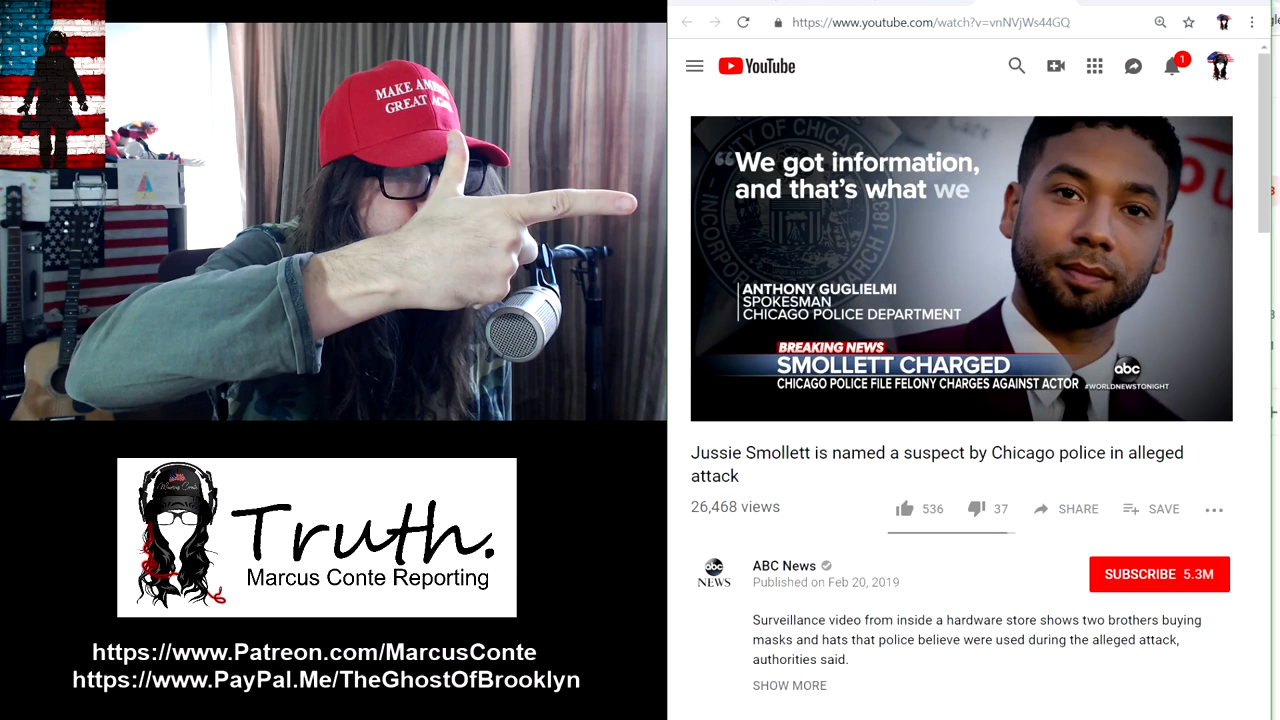 MAKE AMERICA
GREAT AGAIN
Truth.
Marcus Conte Reporting
https://www.Patreon.com/MarcusConte
https://www.PayPal.Me/TheGhostOfBrooklyn
https://www.youtube.com/watch?v=vnNVjWs44GQ
YouTube
1
“We got information,
and that's what we
ANTHONY GUGLIELMI
SPOKESMAN
CHICAGO POLICE DEPARTMENT
BREAKING NEWS
SMOLLETT CHARGED
CHICAGO POLICE FILE FELONY CHARGES AGAINST ACTOR
abc
#WORLDNEWSTONIGHT
Jussie Smollett is named a suspect by Chicago police in alleged
attack
26,468 views
536
37
SHARE
SAVE
abc
NEWS
ABC News
Published on Feb 20, 2019
SUBSCRIBE 5.3M
Surveillance video from inside a hardware store shows two brothers buying
masks and hats that police believe were used during the alleged attack,
authorities said.
SHOW MORE